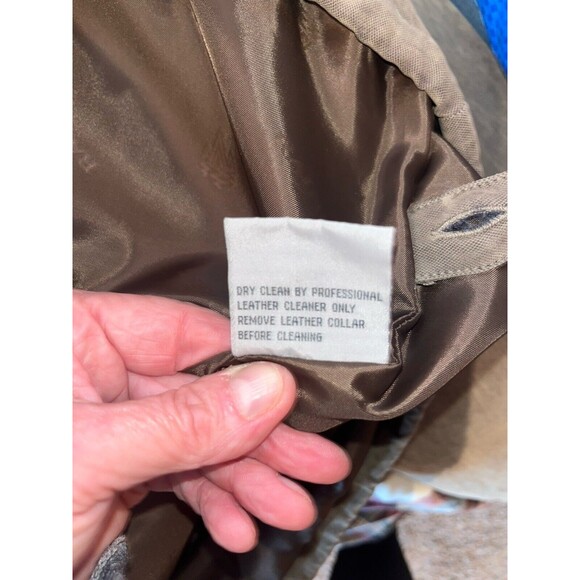 DRY CLEAN BY PROFESSIONAL
LEATHER CLEANER ONLY
REMOVE LEATHER COLLAR
BEFORE CLEANING